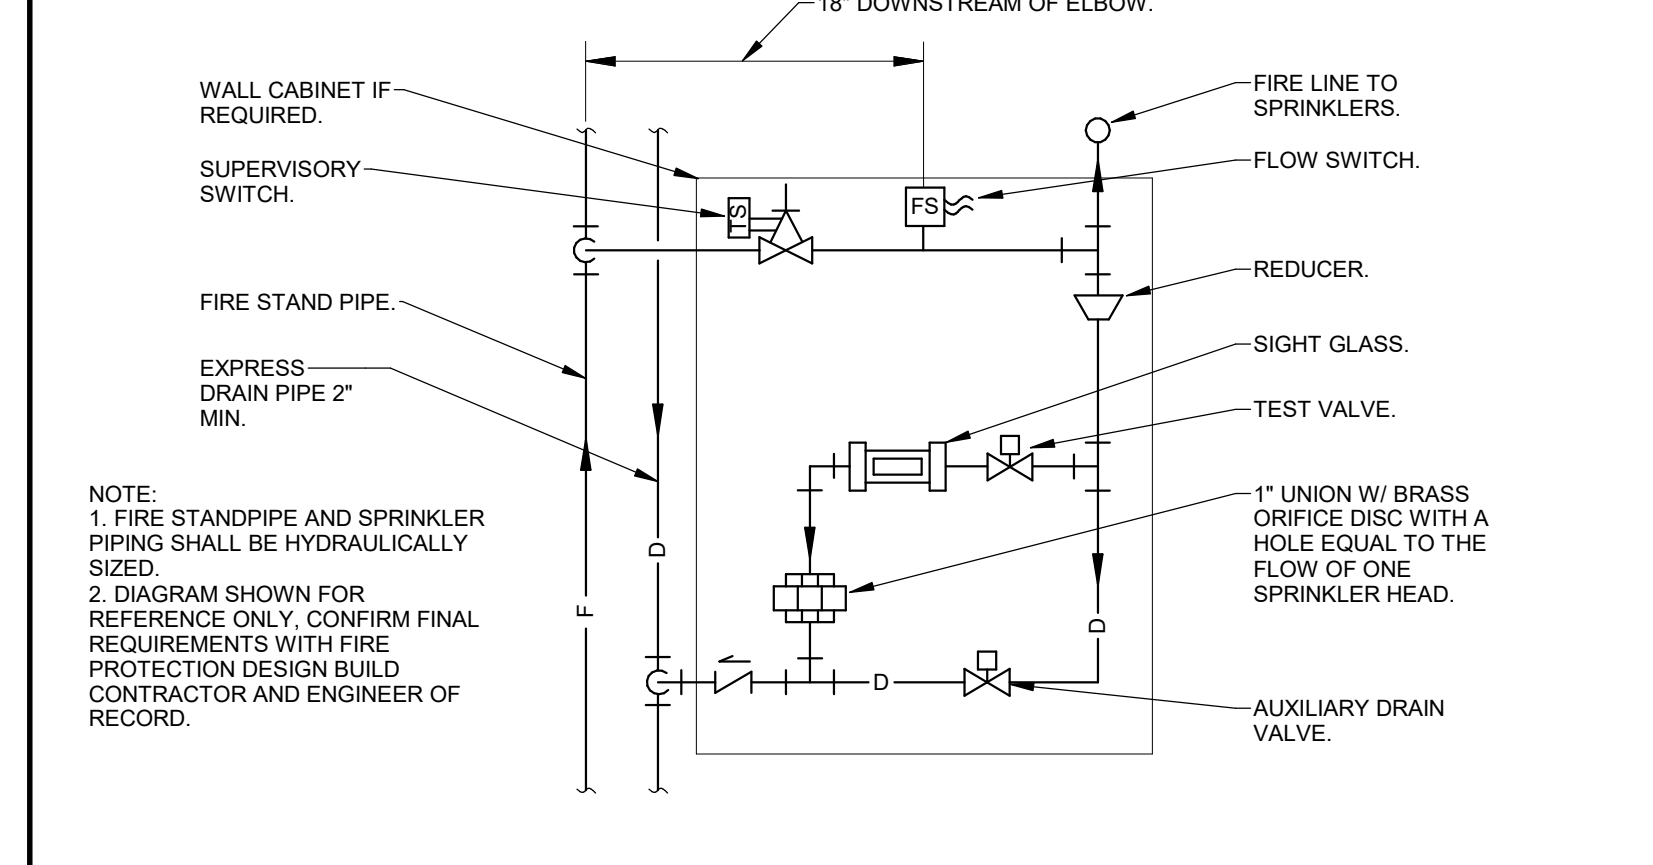 18" DOWNSTREAM OF ELBOW.
WALL CABINET IF
REQUIRED.
SUPERVISORY
SWITCH.
FIRE STAND PIPE.
EXPRESS
DRAIN PIPE 2"
MIN.
NOTE:
1. FIRE STANDPIPE AND SPRINKLER
PIPING SHALL BE HYDRAULICALLY
SIZED.
2. DIAGRAM SHOWN FOR
REFERENCE ONLY, CONFIRM FINAL
REQUIREMENTS WITH FIRE
PROTECTION DESIGN BUILD
CONTRACTOR AND ENGINEER OF
RECORD.
TS
FS
D
F
D
D
FIRE LINE TO
SPRINKLERS.
FLOW SWITCH.
REDUCER.
SIGHT GLASS.
TEST VALVE.
1" UNION W/ BRASS
ORIFICE DISC WITH A
HOLE EQUAL TO THE
FLOW OF ONE
SPRINKLER HEAD.
AUXILIARY DRAIN
VALVE.